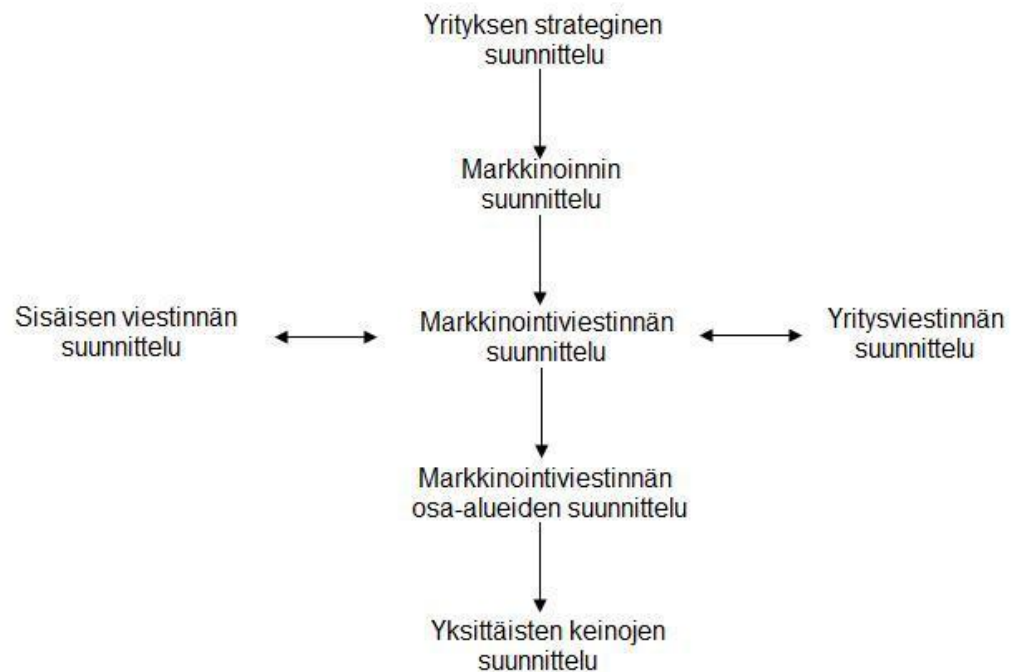 Yrityksen strateginen
suunnittelu
Markkinoinnin
suunnittelu
Sisäisen viestinnän
suunnittelu
Markkinointiviestinnän
suunnittelu
Yritysviestinnän
suunnittelu
Markkinointiviestinnän
osa-alueiden suunnittelu
Yksittäisten keinojen
suunnittelu